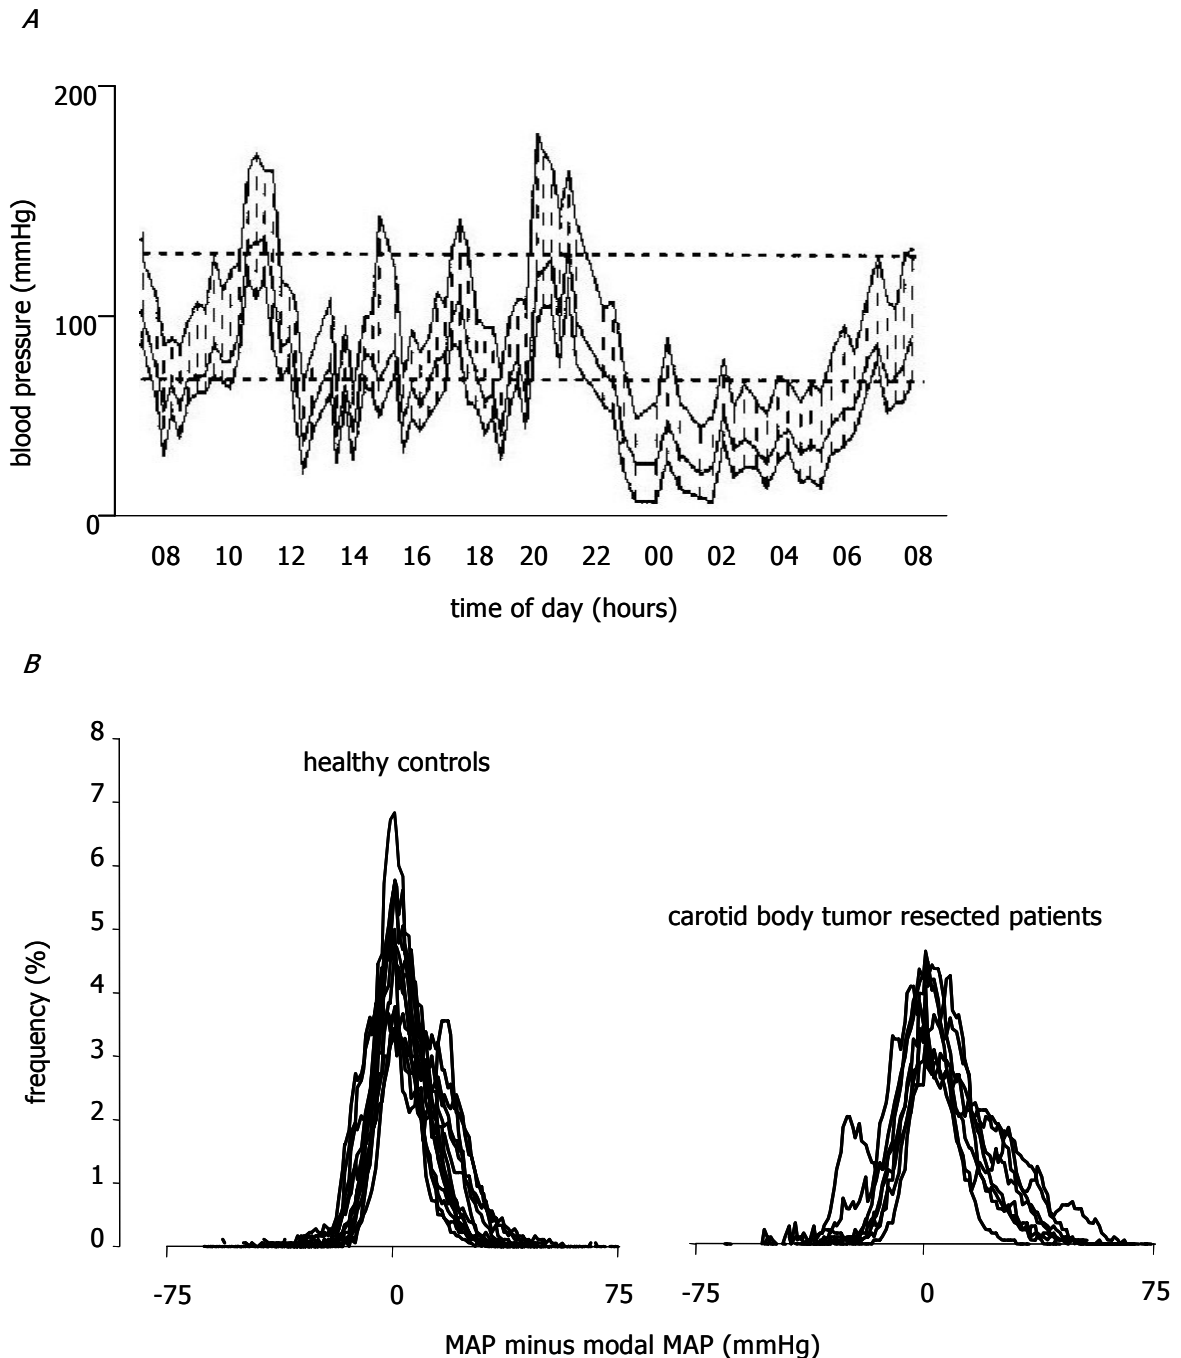 A
200
100
0
blood pressure (mmHg)
08 10 12 14 16 18 20 22 00 02 04 06 08
time of day (hours)
B
8
7
6
5
4
3
2
1
0
frequency (%)
healthy controls
carotid body tumor resected patients
-75 0 75 -75 0 75
MAP minus modal MAP (mmHg)